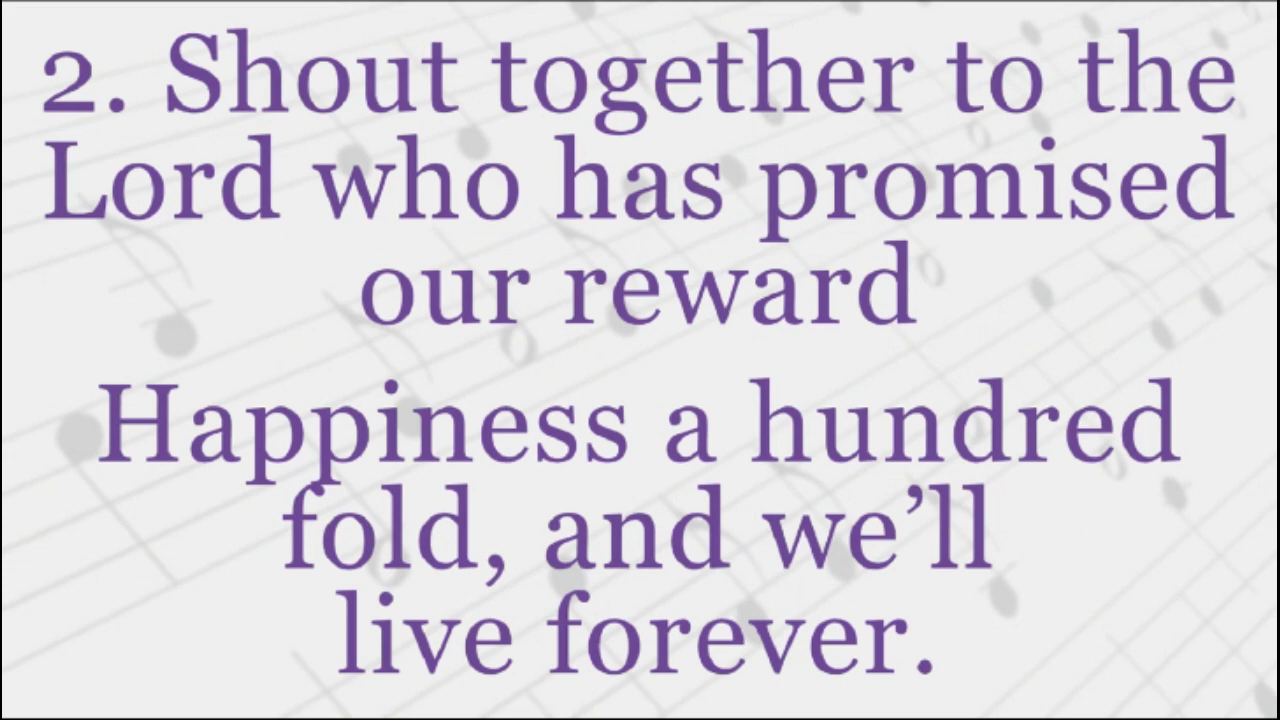 2. Shout together to the
Lord who has promised
our reward
Happiness a hundred
fold, and we’ll
live forever.